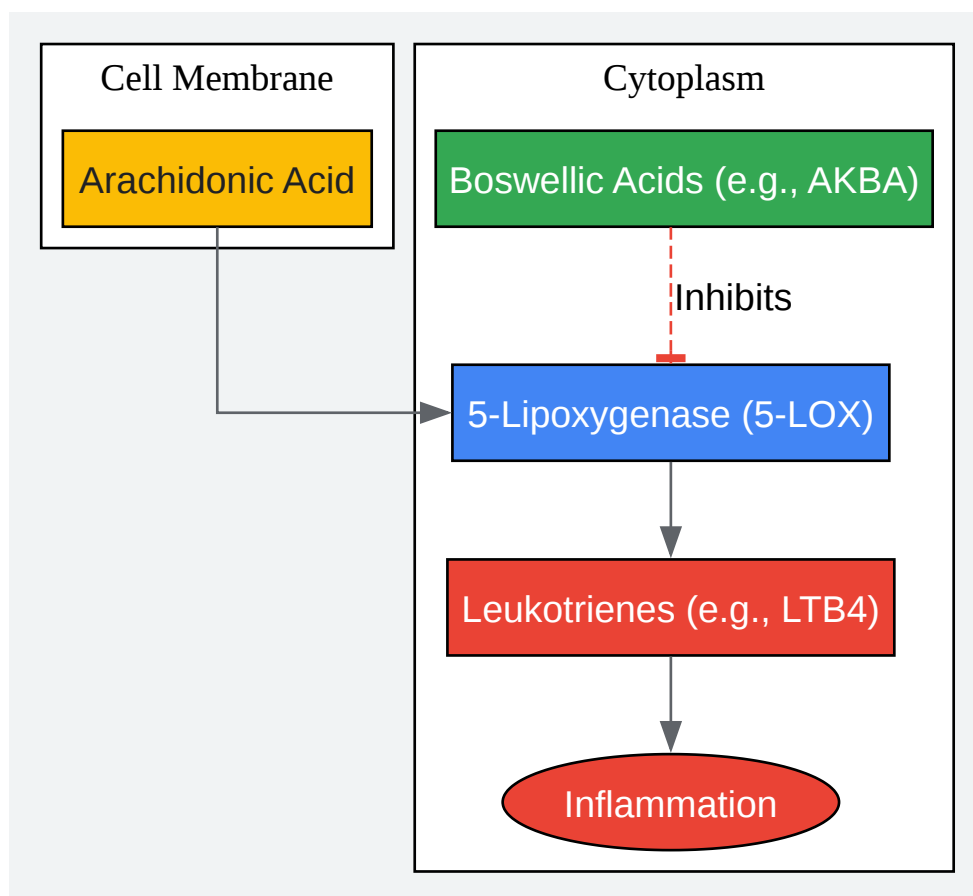 Cell Membrane
Arachidonic Acid
Cytoplasm
Boswellic Acids (e.g., AKBA)
Inhibits
5-Lipoxygenase (5-LOX)
Leukotrienes (e.g., LTB4)
Inflammation